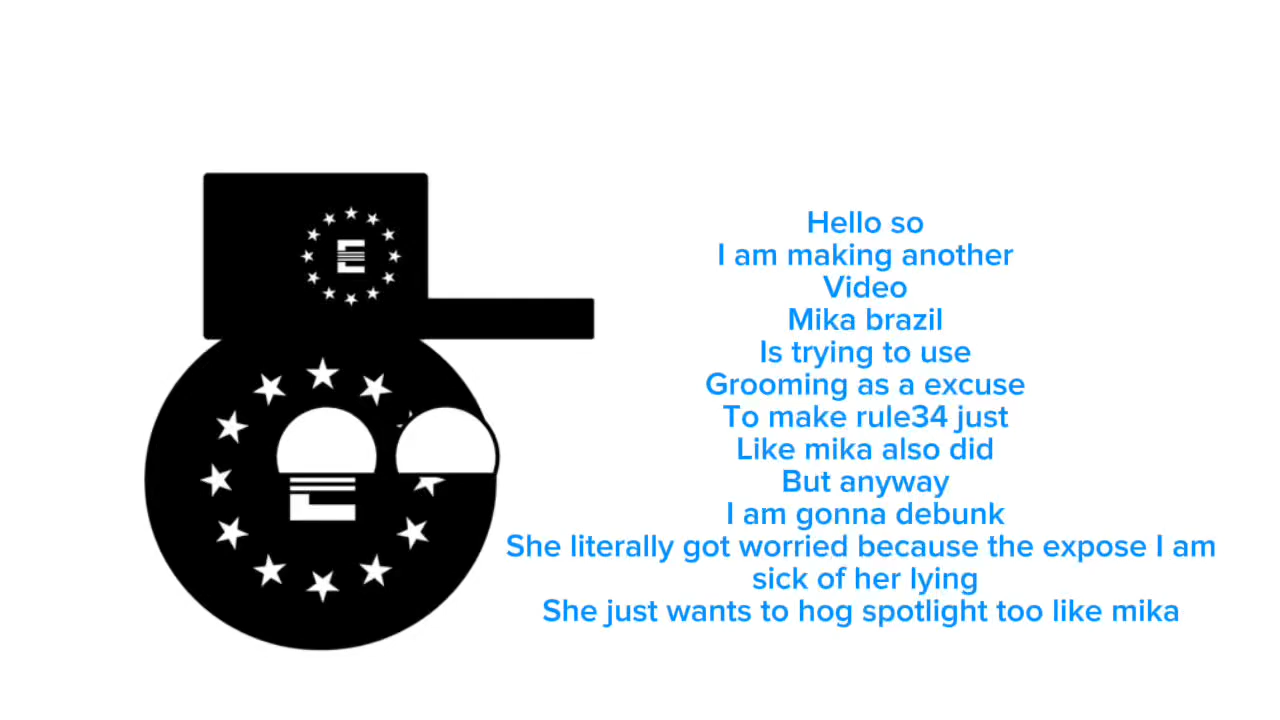 Hello so
I am making another
Video
Mika brazil
Is trying to use
Grooming as a excuse
To make rule34 just
Like mika also did
But anyway
I am gonna debunk
She literally got worried because the expose I am
sick of her lying
She just wants to hog spotlight too like mika